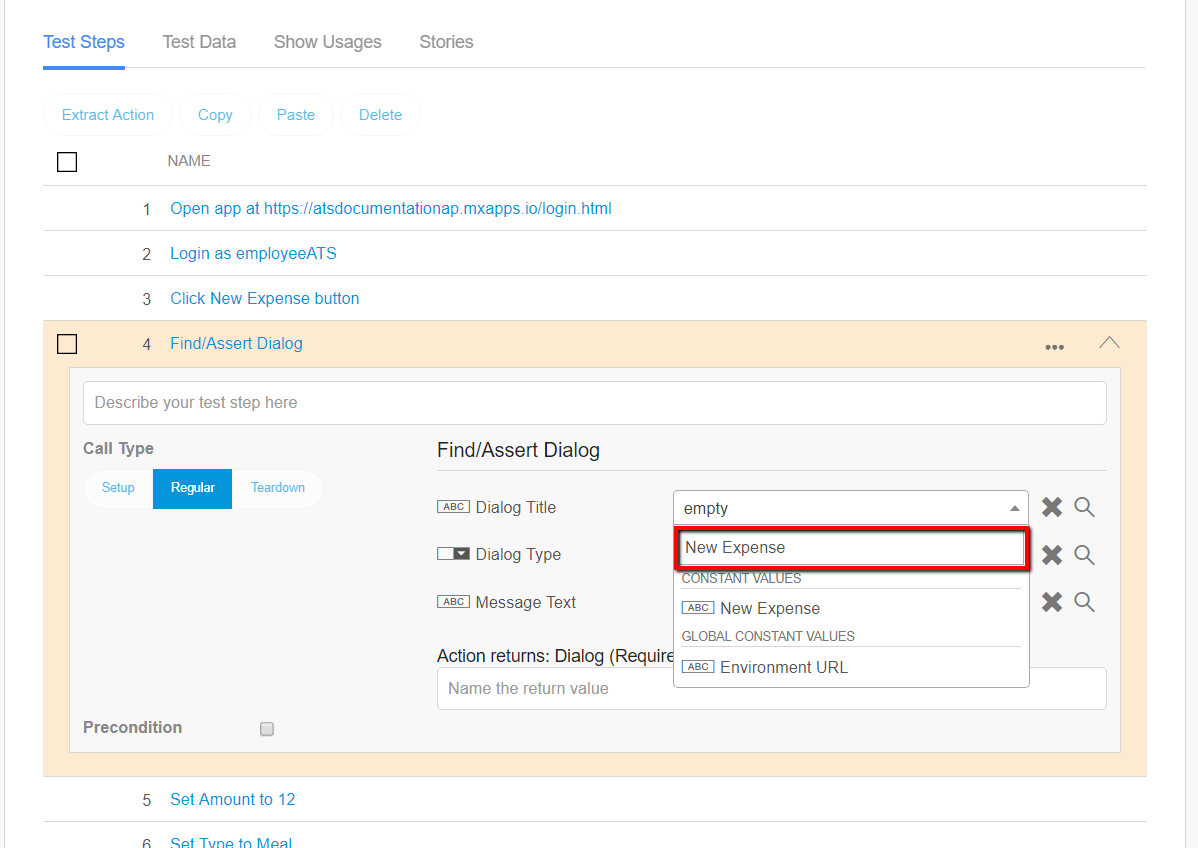 Test Steps Test Data Show Usages Stories
Extract Action Copy Paste Delete
NAME
1 Open app at https://atsdocumentationap.mxapps.io/login.html
2 Login as employeeATS
3 Click New Expense button
4 Find/Assert Dialog
Describe your test step here
Call Type
Setup Regular Teardown
Find/Assert Dialog
ABC Dialog Title empty
New Expense
Dialog Type
CONSTANT VALUES
ABC Message Text
ABC New Expense
GLOBAL CONSTANT VALUES
Action returns: Dialog (Require
ABC Environment URL
Name the return value
Precondition
5 Set Amount to 12
6 Set Type to Meal